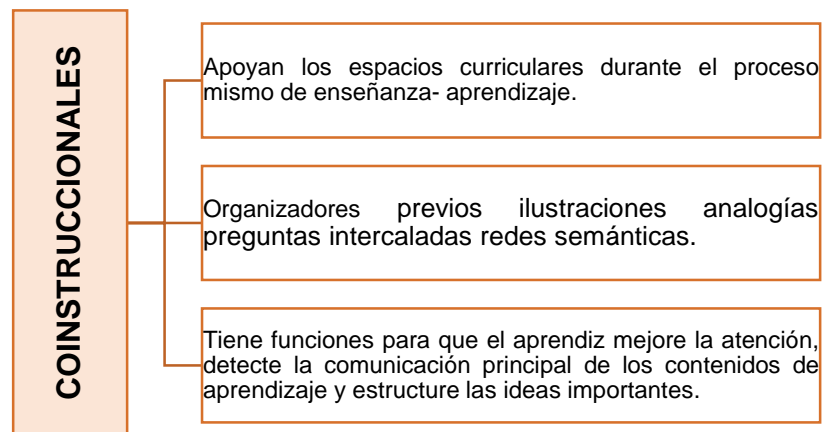 COINSTRUCCIONALES
Apoyan los espacios curriculares durante el proceso
mismo de enseñanza- aprendizaje.
Organizadores previos ilustraciones analogías
preguntas intercaladas redes semánticas.
Tiene funciones para que el aprendiz mejore la atención,
detecte la comunicación principal de los contenidos de
aprendizaje y estructure las ideas importantes.